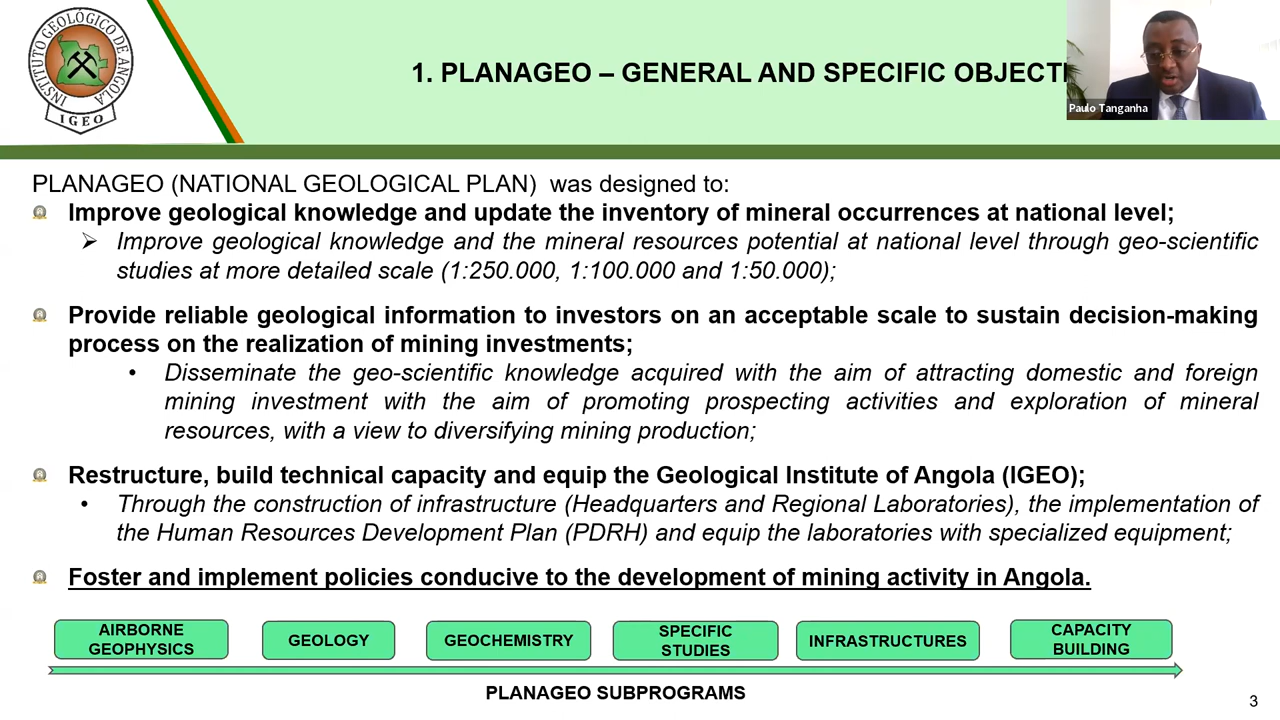 INSTITUTO GEOLÓGICO DE ANGOLA
IGEO
1. PLANAGEO – GENERAL AND SPECIFIC OBJECTI
Paulo Tanganha
PLANAGEO (NATIONAL GEOLOGICAL PLAN) was designed to:
Improve geological knowledge and update the inventory of mineral occurrences at national level;
Improve geological knowledge and the mineral resources potential at national level through geo-scientific
studies at more detailed scale (1:250.000, 1:100.000 and 1:50.000);
Provide reliable geological information to investors on an acceptable scale to sustain decision-making
process on the realization of mining investments;
Disseminate the geo-scientific knowledge acquired with the aim of attracting domestic and foreign
mining investment with the aim of promoting prospecting activities and exploration of mineral
resources, with a view to diversifying mining production;
Restructure, build technical capacity and equip the Geological Institute of Angola (IGEO);
Through the construction of infrastructure (Headquarters and Regional Laboratories), the implementation of
the Human Resources Development Plan (PDRH) and equip the laboratories with specialized equipment;
Foster and implement policies conducive to the development of mining activity in Angola.
AIRBORNE
GEOPHYSICS
GEOLOGY
GEOCHEMISTRY
SPECIFIC
STUDIES
INFRASTRUCTURES
CAPACITY
BUILDING
PLANAGEO SUBPROGRAMS
3